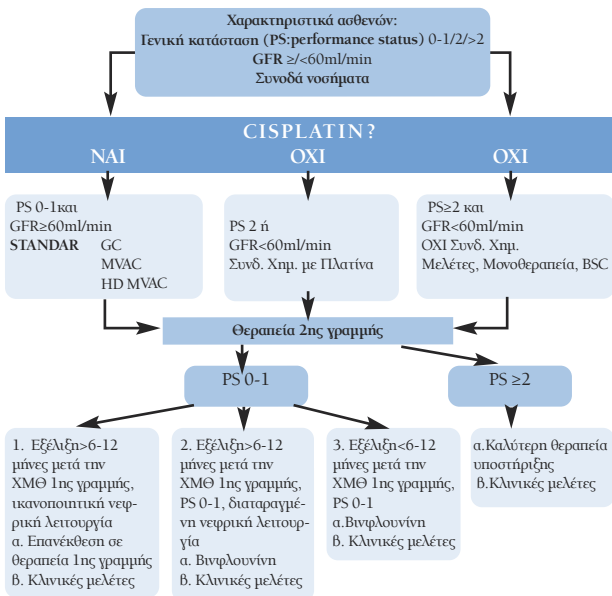 Χαρακτηριστικά ασθενών:
Γενική κατάσταση (PS:performance status) 0-1/2/>2
GFR ≥/<60ml/min
Συνοδά νοσήματα
CISPLATIN?
ΝΑΙ
ΟΧΙ
ΟΧΙ
PS 0-1και
GFR≥60ml/min
STANDAR GC
MVAC
HD MVAC
PS 2 ή
GFR<60ml/min
Συνδ. Χημ. με Πλατίνα
PS≥2 και
GFR<60ml/min
ΟΧΙ Συνδ. Χημ.
Μελέτες, Μονοθεραπεία, BSC
Θεραπεία 2ης γραμμής
PS 0-1
PS ≥2
1. Εξέλιξη>6-12
μήνες μετά την
ΧΜΘ 1ης γραμμής,
ικανοποιητική νεφ-
ρική λειτουργία
α. Επανέκθεση σε
θεραπεία 1ης γραμμής
β. Κλινικές μελέτες
2. Εξέλιξη>6-12
μήνες μετά την
ΧΜΘ 1ης γραμμής,
PS 0-1, διαταραγμέ-
νη νεφρική λειτουρ-
γία
α. Βινφλουνίνη
β. Κλινικές μελέτες
3. Εξέλιξη<6-12
μήνες μετά την
ΧΜΘ 1ης γραμμής,
PS 0-1
α.Βινφλουνίνη
β. Κλινικές μελέτες
α.Καλύτερη θεραπεία
υποστήριξης
β.Κλινικές μελέτες